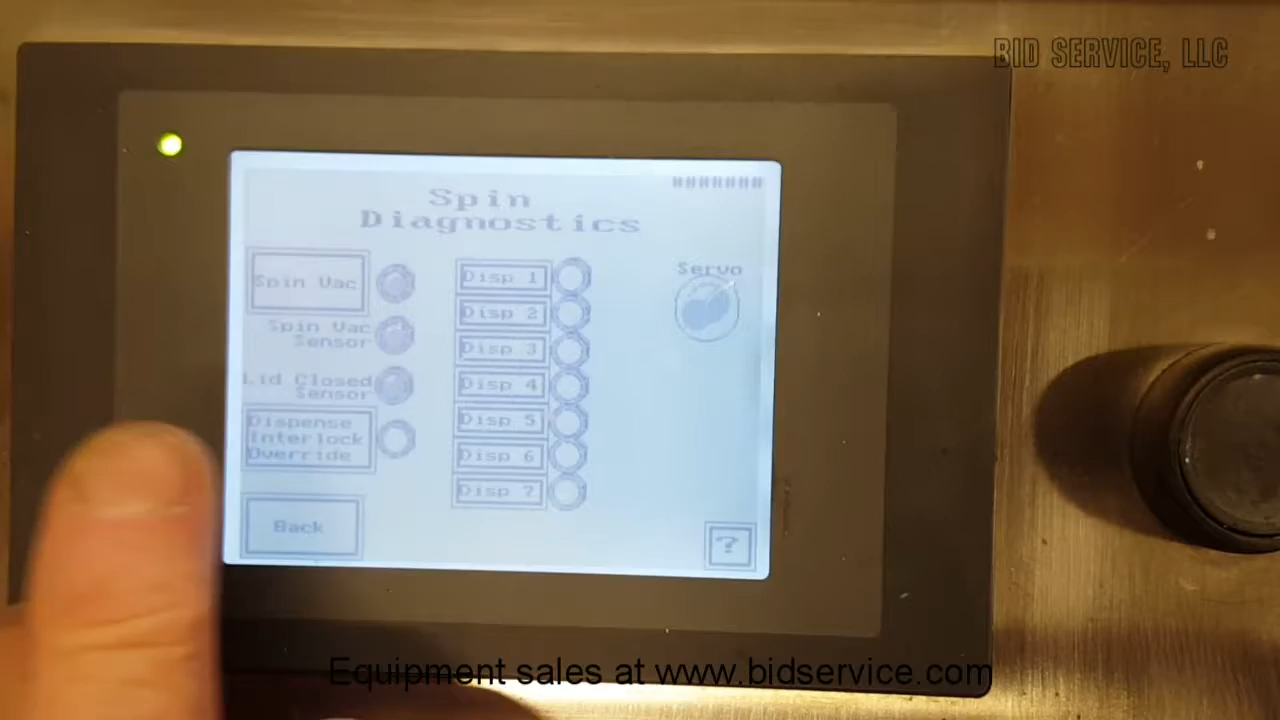 BID SERVICE, LLC
Spin
Diagnostics
Spin Vac
Spin Vac
Sensor
Lid Closed
Sensor
Dispense
Interlock
Override
Back
Disp 1
Disp 2
Disp 3
Disp 4
Disp 5
Disp 6
Disp 7
Servo
?
Equipment sales at www.bidservice.com